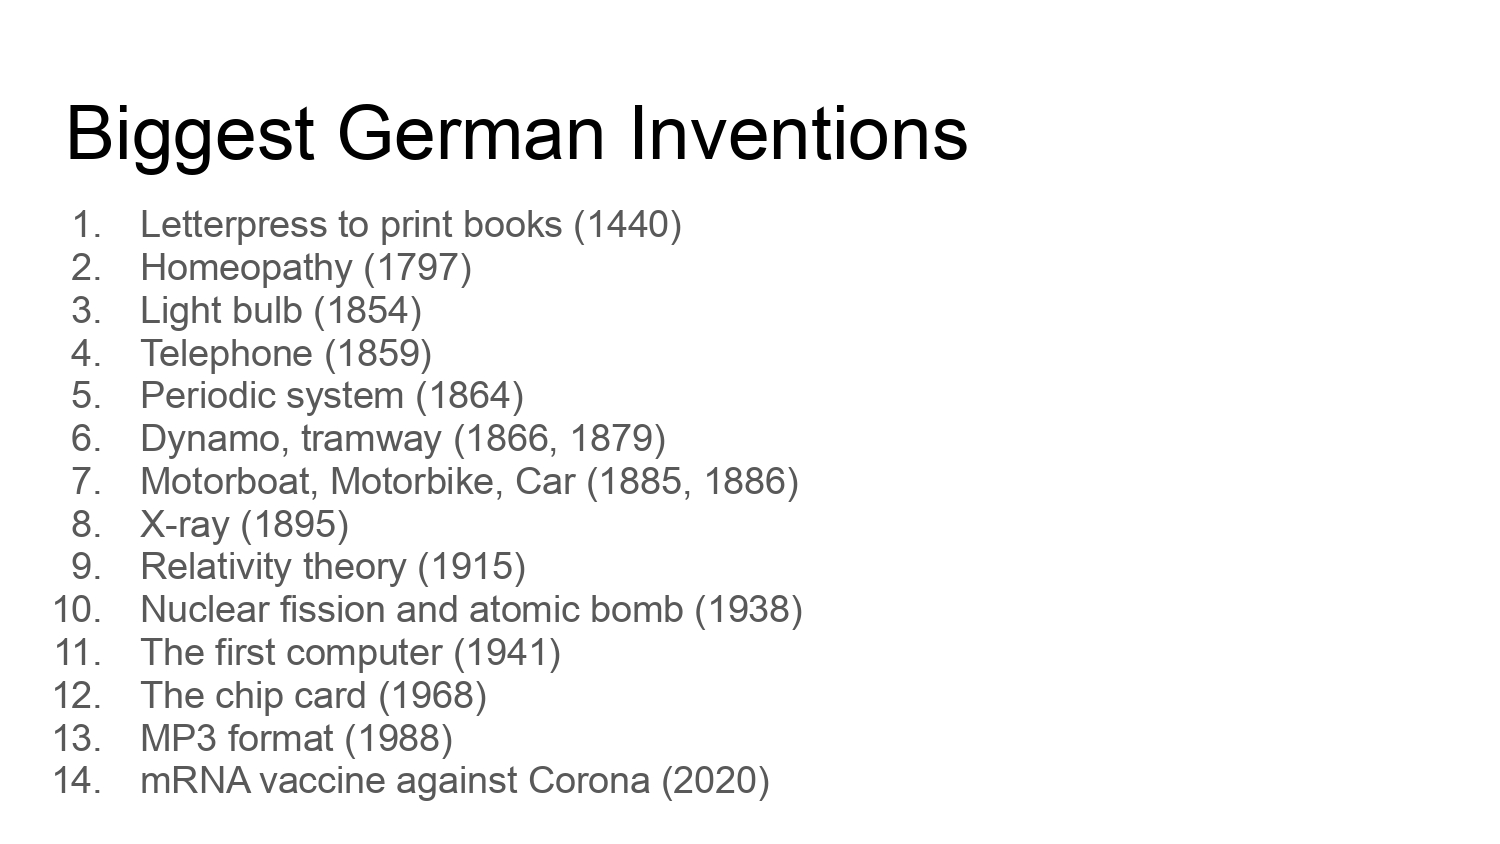 Biggest German Inventions
1. Letterpress to print books (1440)
2. Homeopathy (1797)
3. Light bulb (1854)
4. Telephone (1859)
5. Periodic system (1864)
6. Dynamo, tramway (1866, 1879)
7. Motorboat, Motorbike, Car (1885, 1886)
8. X-ray (1895)
9. Relativity theory (1915)
10. Nuclear fission and atomic bomb (1938)
11. The first computer (1941)
12. The chip card (1968)
13. MP3 format (1988)
14. mRNA vaccine against Corona (2020)